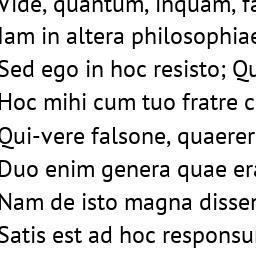 Vide, quantum, inquam, fa
Iam in altera philosophiae
Sed ego in hoc resisto; Qu
Hoc mihi cum tuo fratre c
Qui-vere falsone, quaerer
Duo enim genera quae era
Nam de isto magna disser
Satis est ad hoc responsu